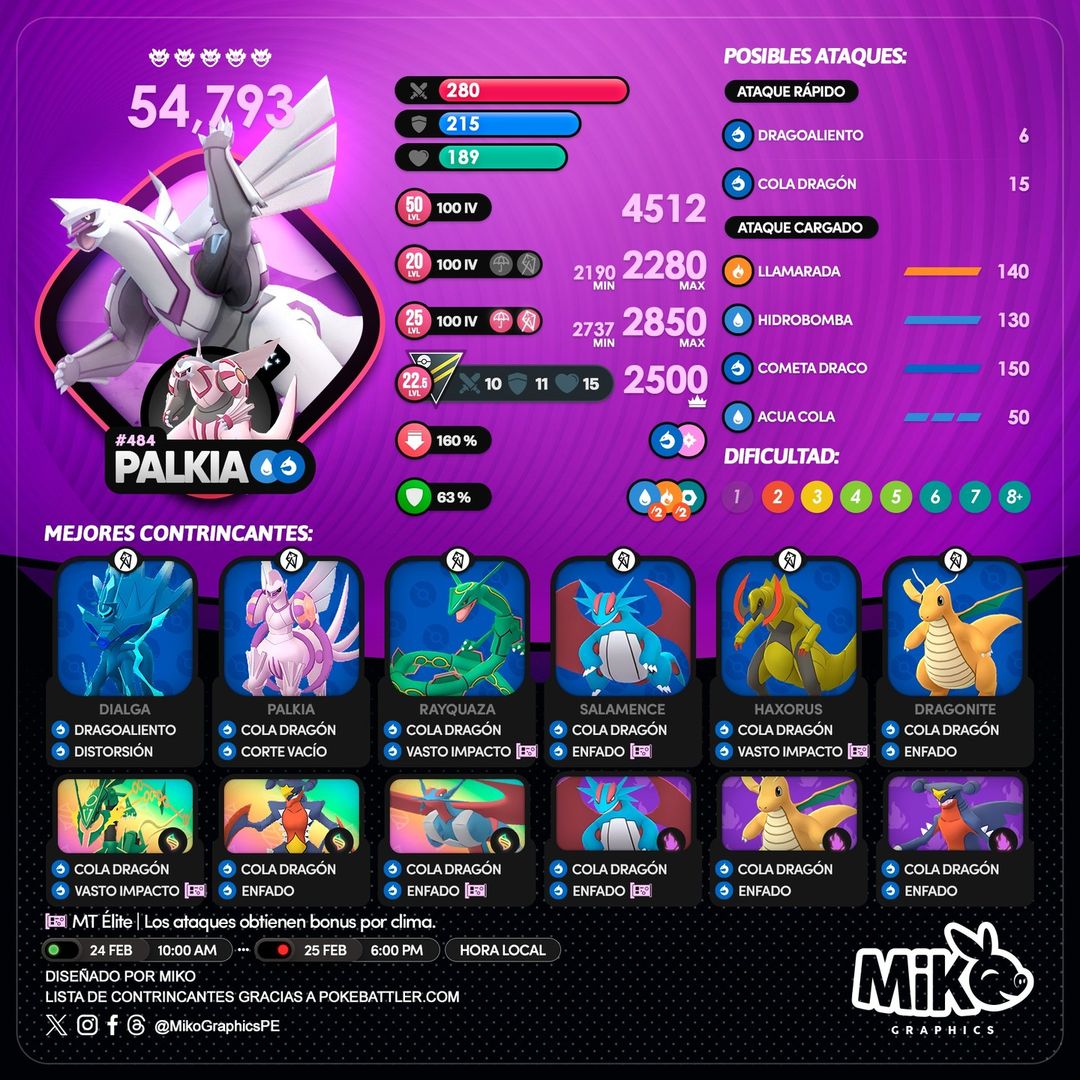 54,793
#484
PALKIA
280
215
189
50 LVL 100 IV 4512
20 LVL 100 IV 2190 MIN 2280 MAX
25 LVL 100 IV 2737 MIN 2850 MAX
22.5 LVL 10 11 15 2500
160 %
63 % /2 /2
POSIBLES ATAQUES:
ATAQUE RÁPIDO
DRAGOALIENTO 6
COLA DRAGÓN 15
ATAQUE CARGADO
LLAMARADA 140
HIDROBOMBA 130
COMETA DRACO 150
ACUA COLA 50
DIFICULTAD:
1 2 3 4 5 6 7 8+
MEJORES CONTRINCANTES:
DIALGA
DRAGOALIENTO
DISTORSIÓN
PALKIA
COLA DRAGÓN
CORTE VACÍO
RAYQUAZA
COLA DRAGÓN
VASTO IMPACTO
SALAMENCE
COLA DRAGÓN
ENFADO
HAXORUS
COLA DRAGÓN
VASTO IMPACTO
DRAGONITE
COLA DRAGÓN
ENFADO
COLA DRAGÓN
VASTO IMPACTO
COLA DRAGÓN
ENFADO
COLA DRAGÓN
ENFADO
COLA DRAGÓN
ENFADO
COLA DRAGÓN
ENFADO
COLA DRAGÓN
ENFADO
MT Élite | Los ataques obtienen bonus por clima.
24 FEB 10:00 AM ••• 25 FEB 6:00 PM HORA LOCAL
DISEÑADO POR MIKO
LISTA DE CONTRINCANTES GRACIAS A POKEBATTLER.COM
@MikoGraphicsPE
MiKO
GRAPHICS